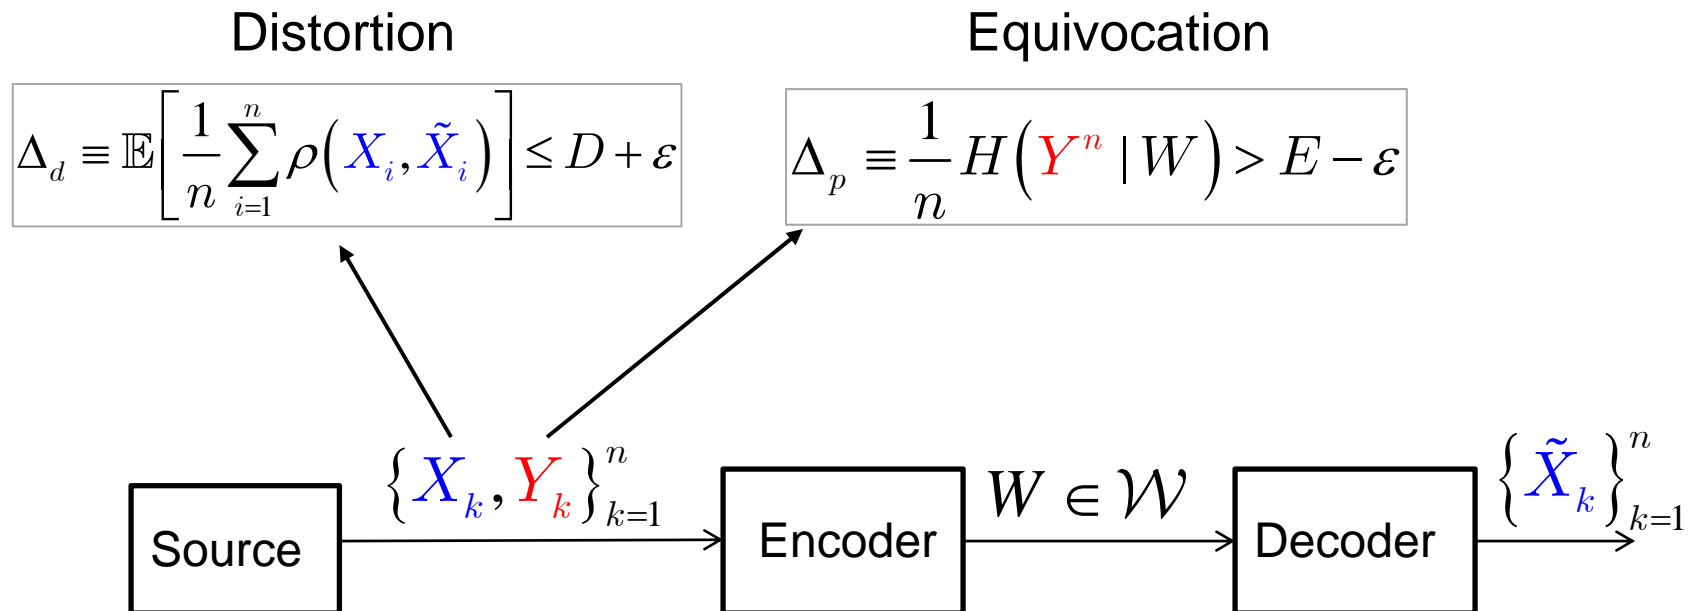 Distortion
Equivocation
Δ_d ≡ 𝔼[ 1/n ∑_{i=1}^{n} ρ( X_i, X̃_i ) ] ≤ D + ε
Δ_p ≡ 1/n H( Y^n | W ) > E − ε
{ X_k, Y_k }_{k=1}^{n}
W ∈ 𝒲
{ X̃_k }_{k=1}^{n}
Source
Encoder
Decoder